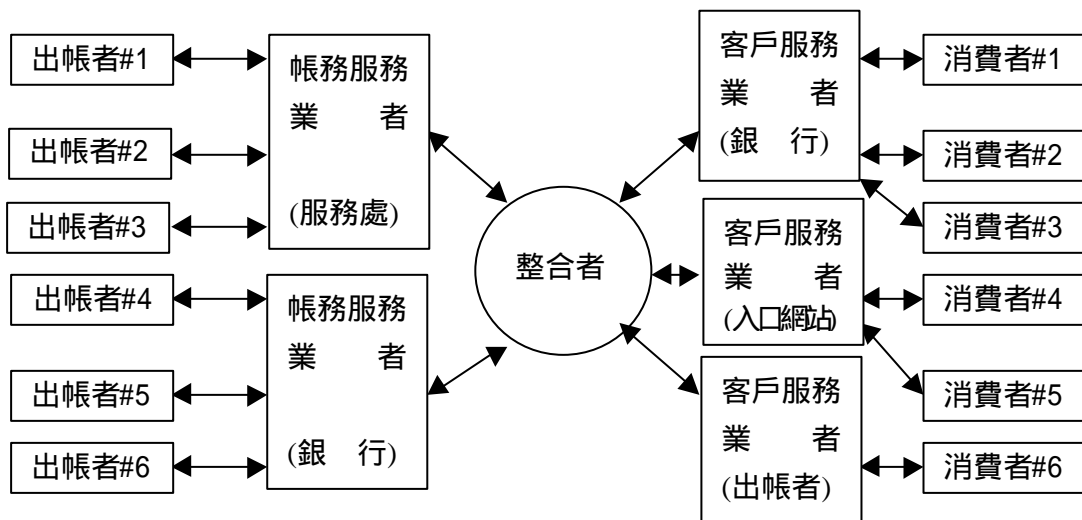 出帳者#1
出帳者#2
出帳者#3
出帳者#4
出帳者#5
出帳者#6
帳務服務
業 者
(服務處)
帳務服務
業 者
(銀 行)
整合者
客戶服務
業 者
(銀 行)
客戶服務
業 者
(入口網站)
客戶服務
業 者
(出帳者)
消費者#1
消費者#2
消費者#3
消費者#4
消費者#5
消費者#6